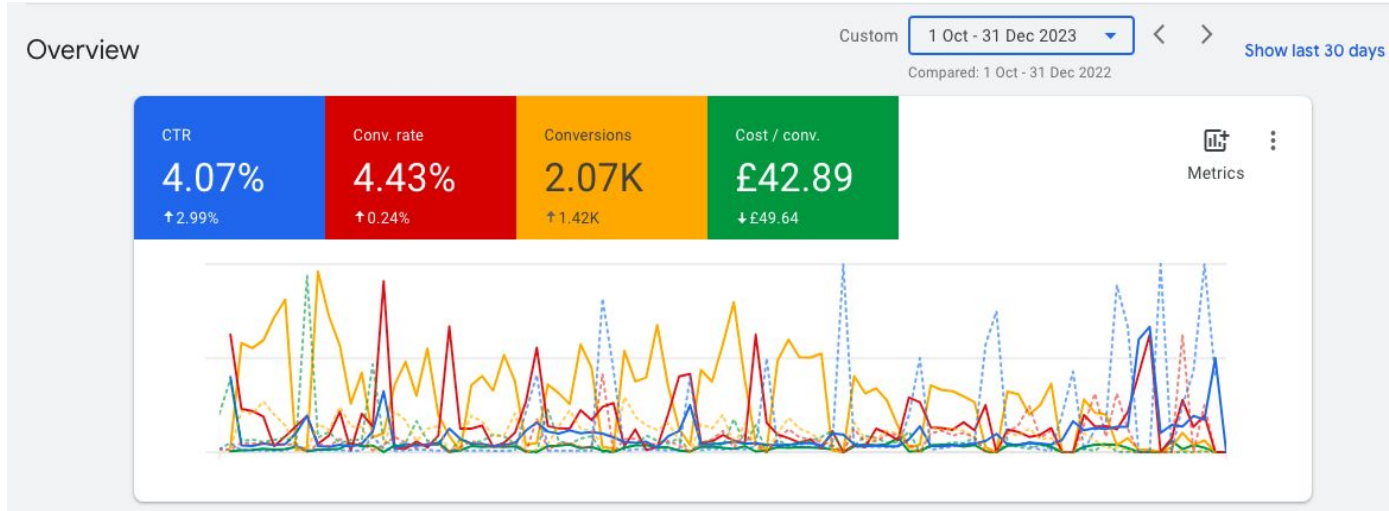 Overview
Custom 1 Oct - 31 Dec 2023
Compared: 1 Oct - 31 Dec 2022
Show last 30 days
CTR
4.07%
↑2.99%
Conv. rate
4.43%
↑0.24%
Conversions
2.07K
↑1.42K
Cost / conv.
£42.89
↓£49.64
Metrics